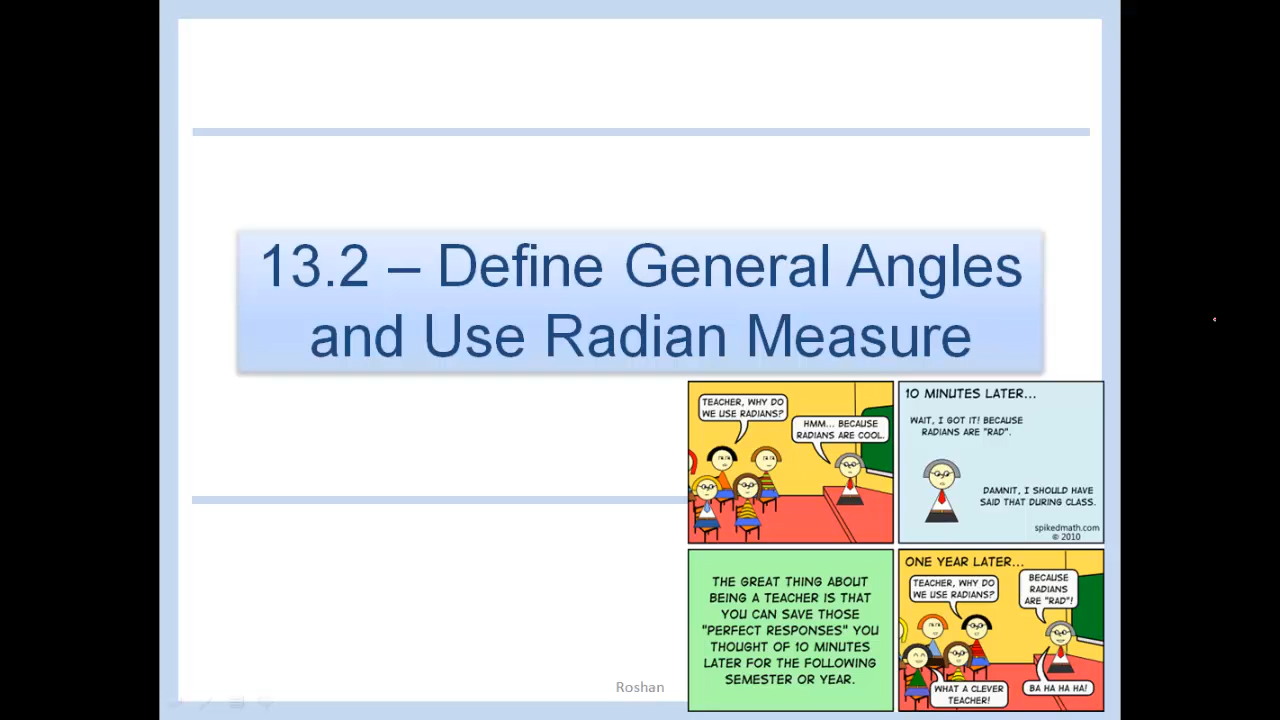 13.2 – Define General Angles
and Use Radian Measure
TEACHER, WHY DO
WE USE RADIANS?
HMM... BECAUSE
RADIANS ARE COOL.
10 MINUTES LATER...
WAIT, I GOT IT! BECAUSE
RADIANS ARE "RAD".
DAMNIT, I SHOULD HAVE
SAID THAT DURING CLASS.
spikedmath.com
© 2010
THE GREAT THING ABOUT
BEING A TEACHER IS THAT
YOU CAN SAVE THOSE
"PERFECT RESPONSES" YOU
THOUGHT OF 10 MINUTES
LATER FOR THE FOLLOWING
SEMESTER OR YEAR.
ONE YEAR LATER...
TEACHER, WHY DO
WE USE RADIANS?
BECAUSE
RADIANS
ARE "RAD"!
WHAT A CLEVER
TEACHER!
BA HA HA HA!
Roshan